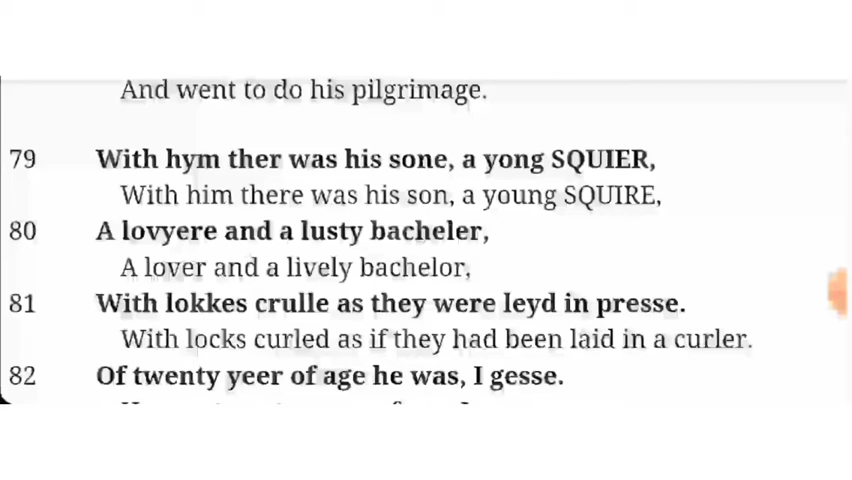 And went to do his pilgrimage.
79 With hym ther was his sone, a yong SQUIER,
With him there was his son, a young SQUIRE,
80 A lovyere and a lusty bacheler,
A lover and a lively bachelor,
81 With lokkes crulle as they were leyd in presse.
With locks curled as if they had been laid in a curler.
82 Of twenty yeer of age he was, I gesse.